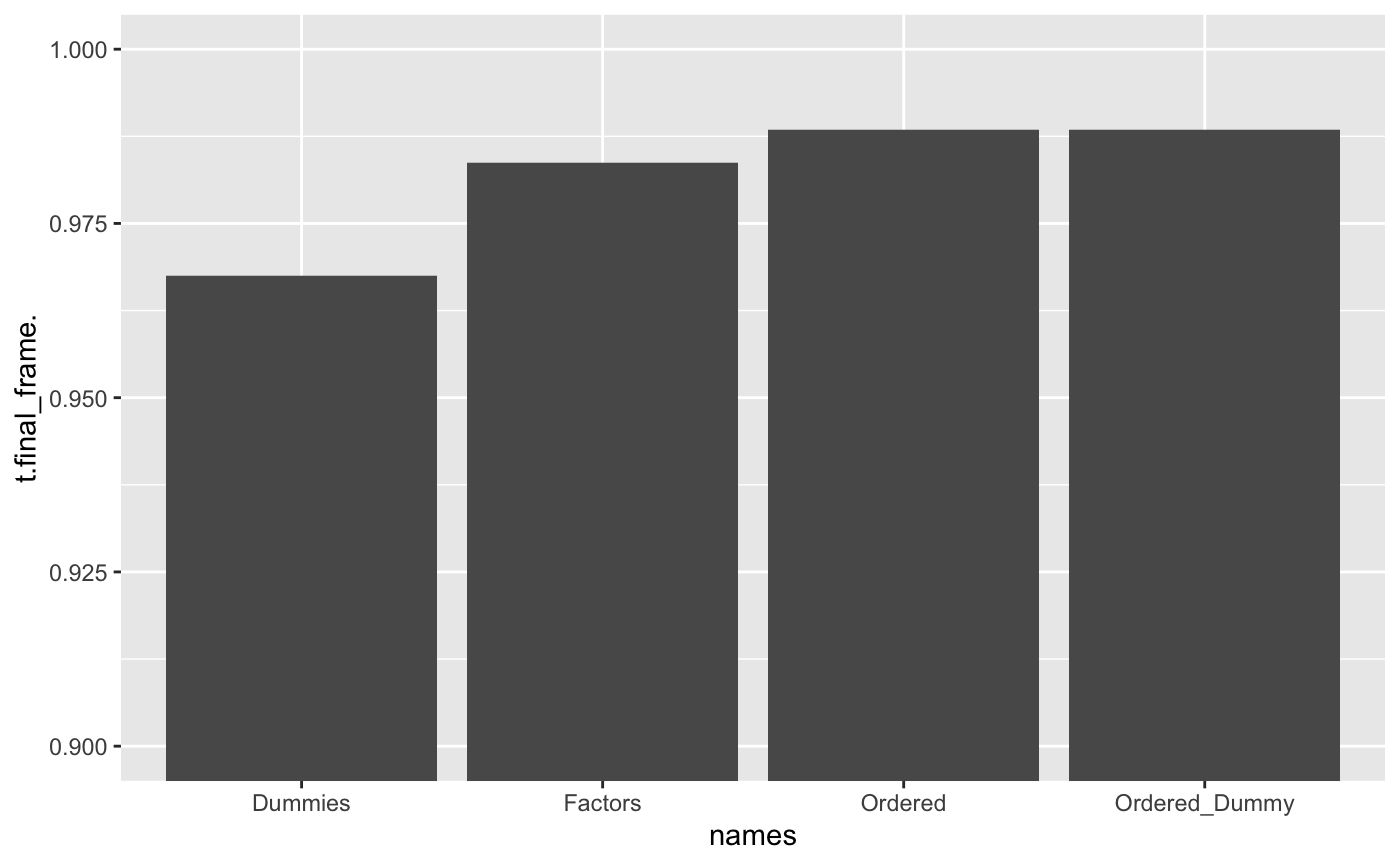 1.000
0.975
0.950
0.925
0.900
t.final_frame.
Dummies
Factors
Ordered
Ordered_Dummy
names